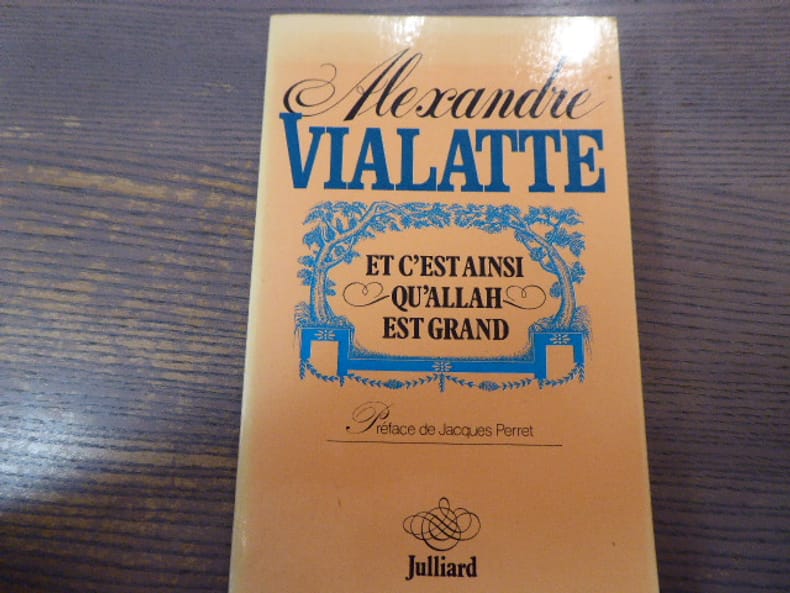 Alexandre
VIALATTE
ET C'EST AINSI
QU'ALLAH
EST GRAND
Préface de Jacques Perret
Julliard